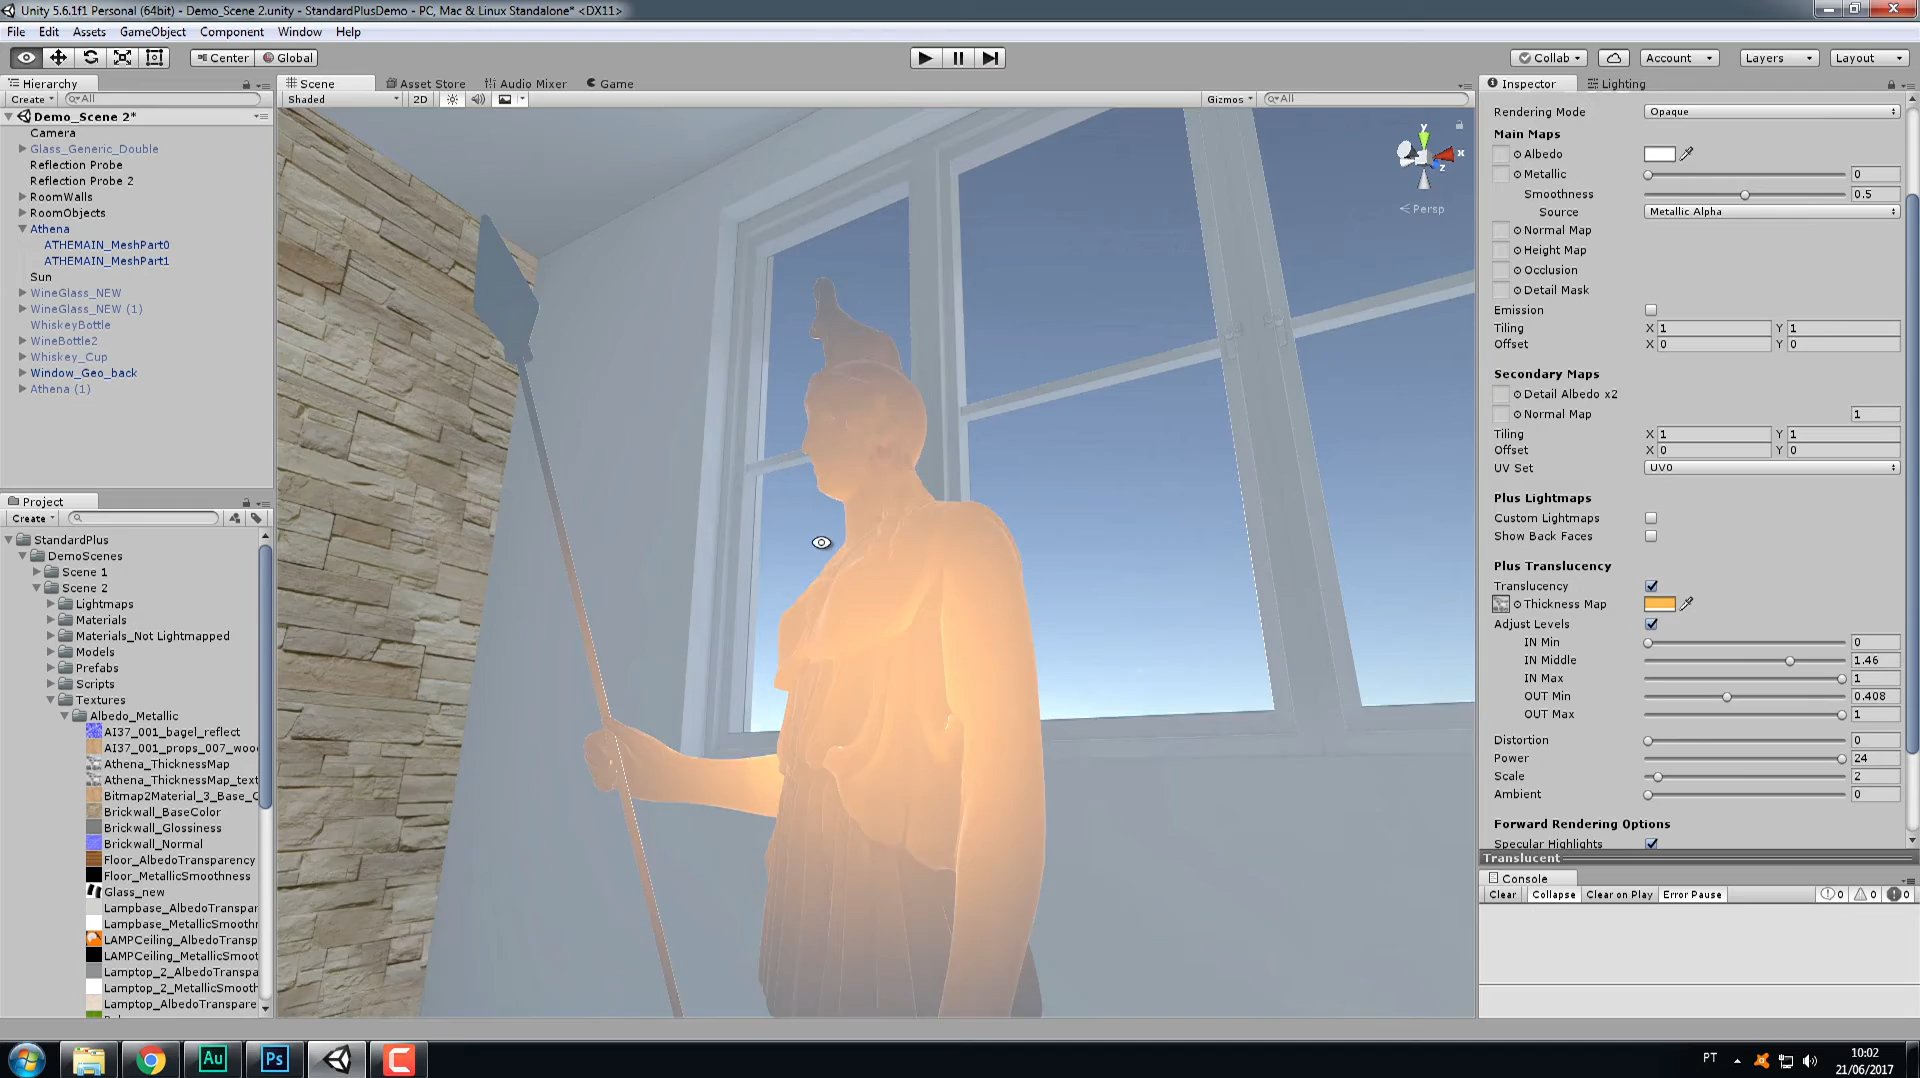 Unity 5.6.1f1 Personal (64bit) - Demo_Scene 2.unity - StandardPlusDemo - PC, Mac & Linux Standalone* <DX11>
File Edit Assets GameObject Component Window Help
Center Global
Collab Account Layers Layout
Hierarchy
Create All
Demo_Scene 2*
Camera
Glass_Generic_Double
Reflection Probe
Reflection Probe 2
RoomWalls
RoomObjects
Athena
ATHEMAIN_MeshPart0
ATHEMAIN_MeshPart1
Sun
WineGlass_NEW
WineGlass_NEW (1)
WhiskeyBottle
WineBottle2
Whiskey_Cup
Window_Geo_back
Athena (1)
Project
Create
StandardPlus
DemoScenes
Scene 1
Scene 2
Lightmaps
Materials
Materials_Not Lightmapped
Models
Prefabs
Scripts
Textures
Albedo_Metallic
AI37_001_bagel_reflect
AI37_001_props_007_wood
Athena_ThicknessMap
Athena_ThicknessMap_text
Bitmap2Material_3_Base_C
Brickwall_BaseColor
Brickwall_Glossiness
Brickwall_Normal
Floor_AlbedoTransparency
Floor_MetallicSmoothness
Glass_new
Lampbase_AlbedoTranspar
Lampbase_MetallicSmoothn
LAMPCeiling_AlbedoTransp
LAMPCeiling_MetallicSmoot
Lamptop_2_AlbedoTranspa
Lamptop_2_MetallicSmooth
Lamptop_AlbedoTranspare
Scene Asset Store Audio Mixer Game
Shaded 2D Gizmos All
y
x
z
Persp
Inspector Lighting
Rendering Mode Opaque
Main Maps
Albedo
Metallic 0
Smoothness 0.5
Source Metallic Alpha
Normal Map
Height Map
Occlusion
Detail Mask
Emission
Tiling X 1 Y 1
Offset X 0 Y 0
Secondary Maps
Detail Albedo x2
Normal Map 1
Tiling X 1 Y 1
Offset X 0 Y 0
UV Set UV0
Plus Lightmaps
Custom Lightmaps
Show Back Faces
Plus Translucency
Translucency
Thickness Map
Adjust Levels
IN Min 0
IN Middle 1.46
IN Max 1
OUT Min 0.408
OUT Max 1
Distortion 0
Power 24
Scale 2
Ambient 0
Forward Rendering Options
Specular Highlights
Translucent
Console
Clear Collapse Clear on Play Error Pause 0 0 0
Au Ps PT 10:02
21/06/2017